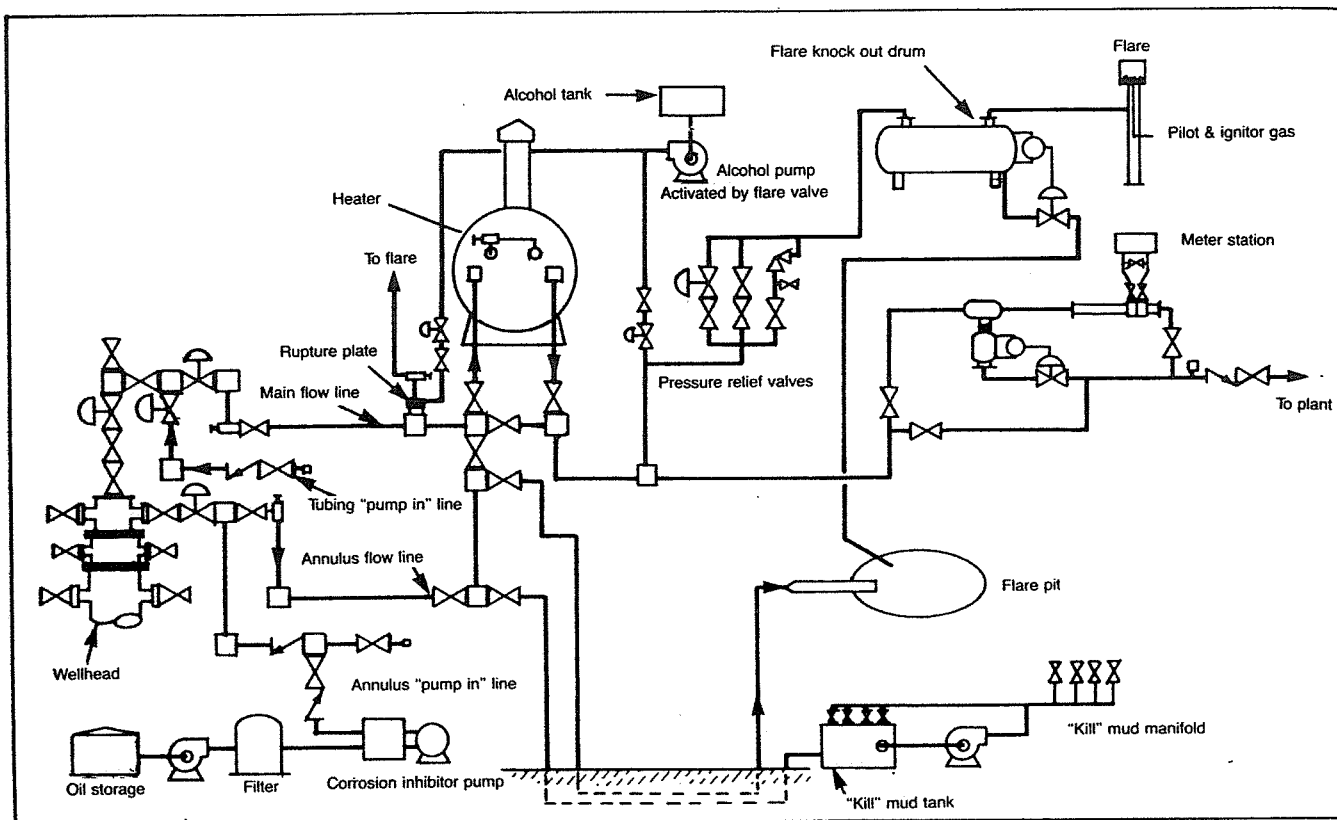 Flare
Flare knock out drum
Alcohol tank
Pilot & ignitor gas
Alcohol pump
Activated by flare valve
Heater
Meter station
To flare
Rupture plate
Main flow line
Pressure relief valves
To plant
Tubing "pump in" line
Annulus flow line
Flare pit
Wellhead
Annulus "pump in" line
"Kill" mud manifold
Oil storage
Filter
Corrosion inhibitor pump
"Kill" mud tank